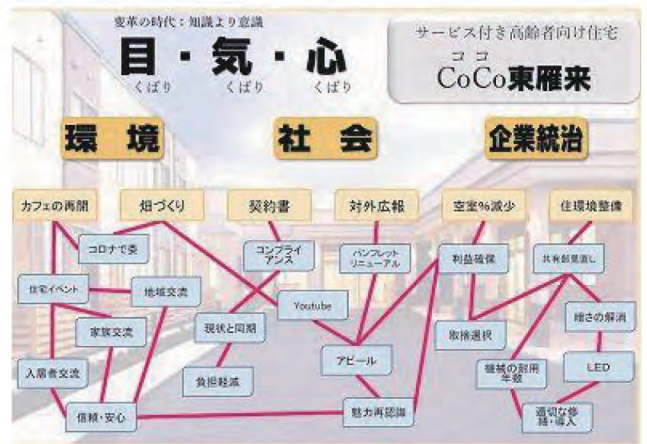 変革の時代：知識より意識
目・気・心
くばり くばり くばり
サービス付き高齢者向け住宅
ココ
CoCo東雁来
環境
社会
企業統治
カフェの再開
畑づくり
契約書
対外広報
空室%減少
住環境整備
コロナで委
コンプライ
アンス
パンフレット
リニューアル
利益確保
共有部見直し
住宅イベント
地域交流
Youtube
家族交流
現状と同期
取捨選択
暗さの解消
入居者交流
負担軽減
アピール
機械の耐用
年数
LED
信頼・安心
魅力再認識
適切な修
繕・導入